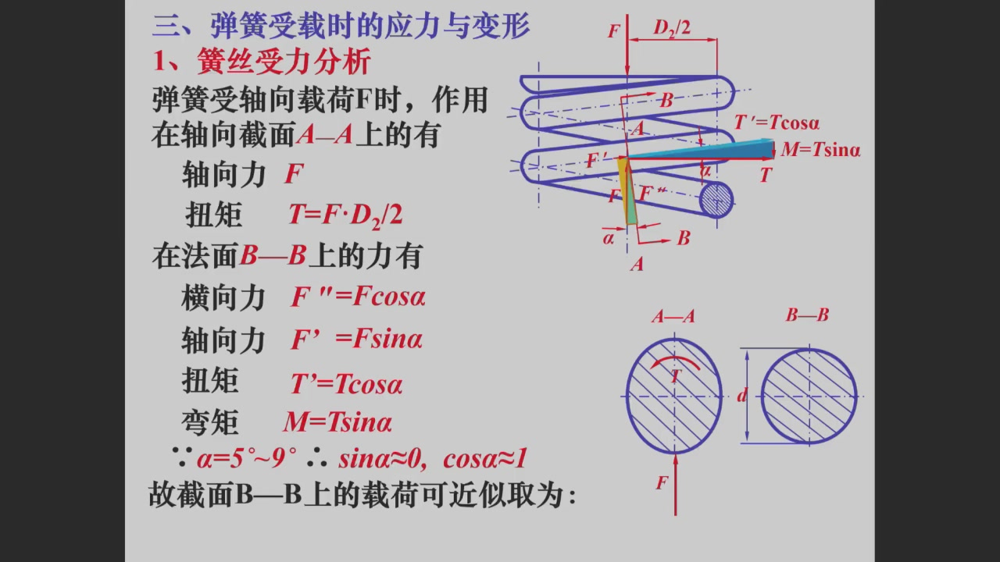 三、弹簧受载时的应力与变形
1、簧丝受力分析
弹簧受轴向载荷F时，作用
在轴向截面A—A上的有
轴向力 F
扭矩 T=F·D₂/2
在法面B—B上的力有
横向力 F″=Fcosα
轴向力 F’ =Fsinα
扭矩 T’=Tcosα
弯矩 M=Tsinα
∵α=5°~9° ∴ sinα≈0, cosα≈1
故截面B—B上的载荷可近似取为:
F
D₂/2
B
A
T′=Tcosα
M=Tsinα
F′
T
α
F
F″
α
B
A
A—A
B—B
T
d
F